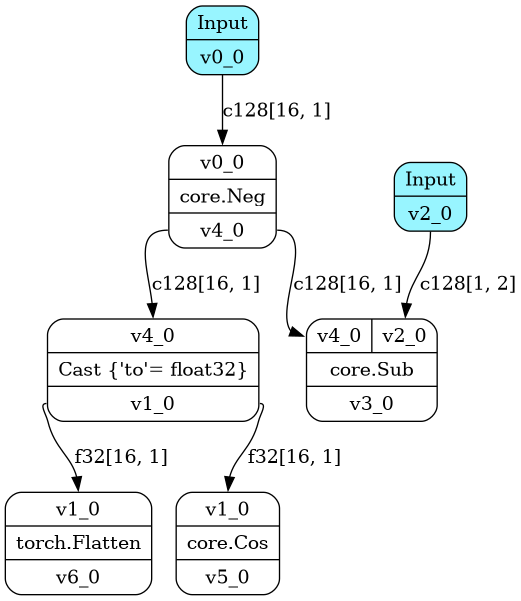 Input
v0_0
c128[16, 1]
v0_0
core.Neg
v4_0
Input
v2_0
c128[16, 1]
c128[16, 1]
c128[1, 2]
v4_0
Cast {'to'= float32}
v1_0
v4_0 v2_0
core.Sub
v3_0
f32[16, 1]
f32[16, 1]
v1_0
torch.Flatten
v6_0
v1_0
core.Cos
v5_0